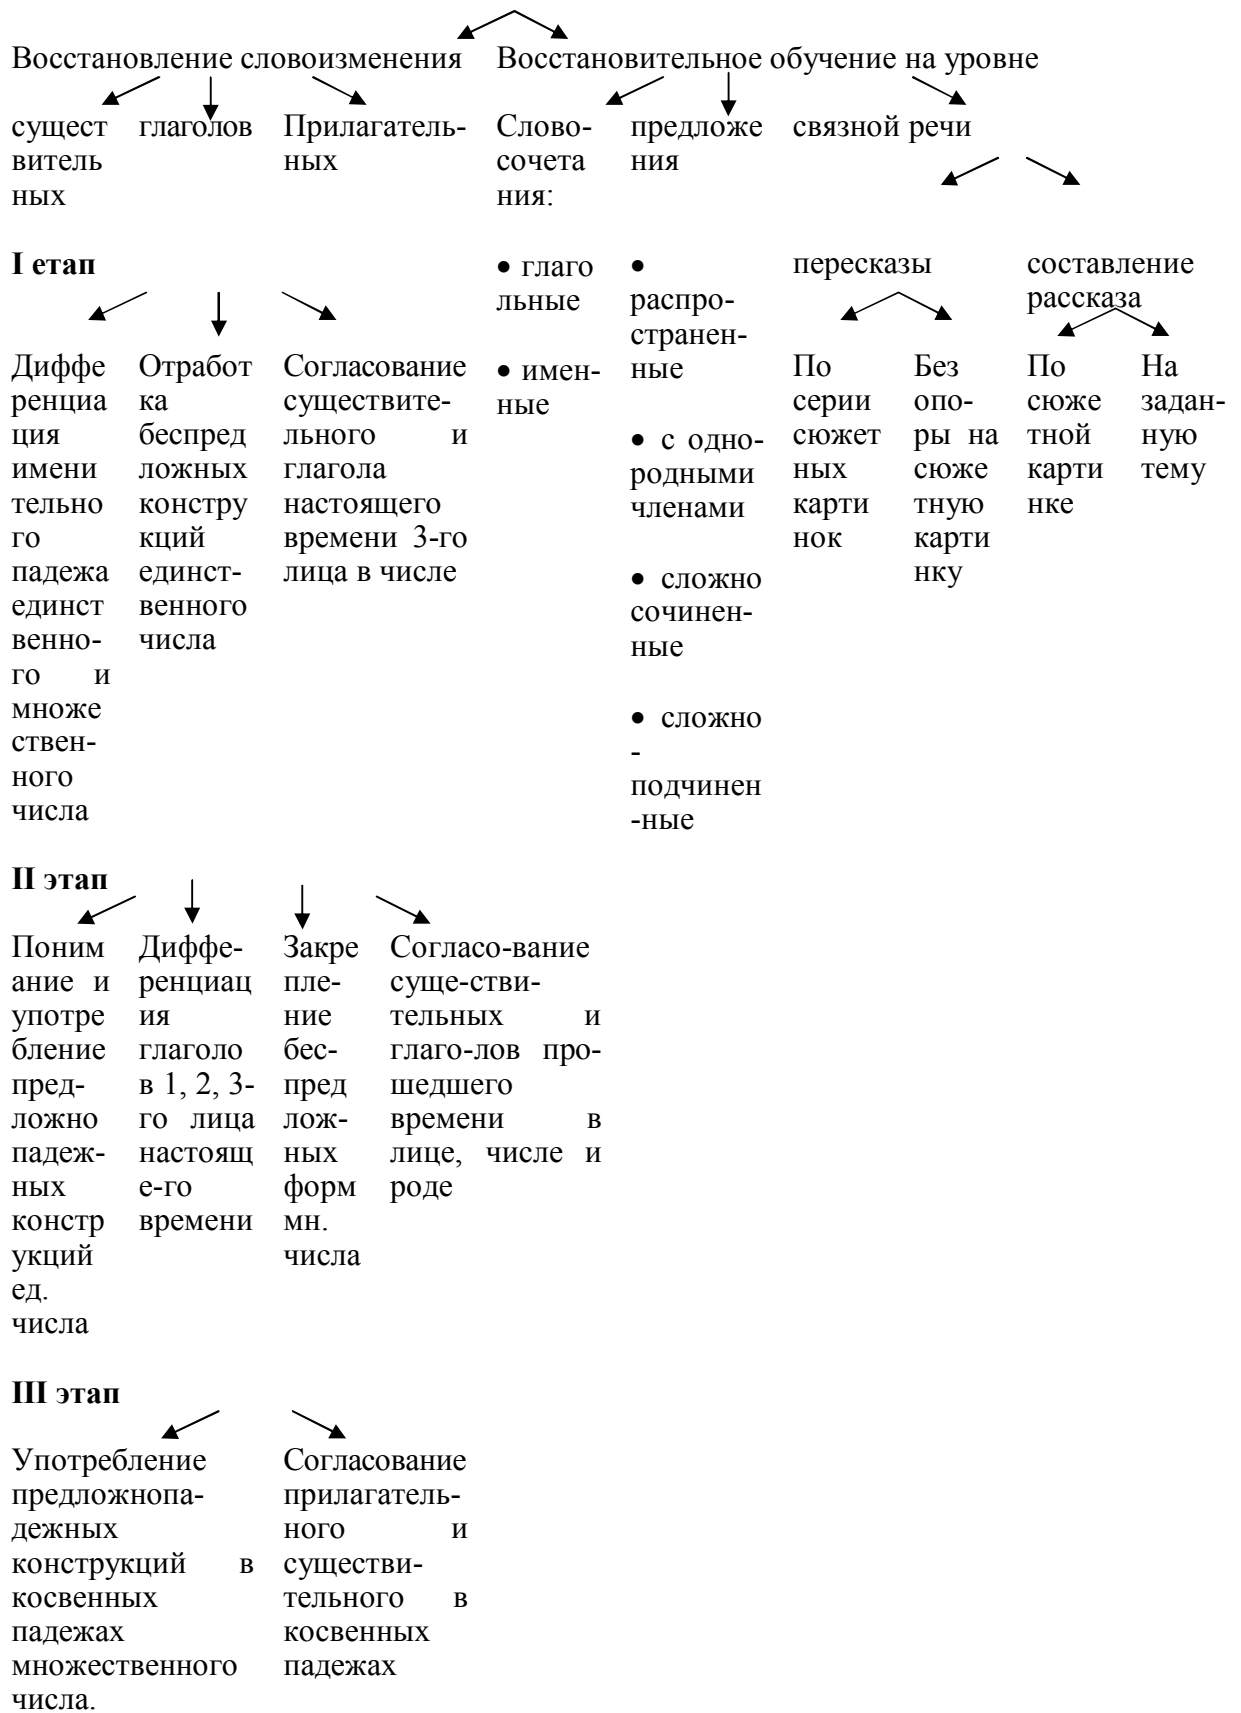 Восстановление словоизменения
Восстановительное обучение на уровне
сущест
витель
ных
глаголов
Прилагатель-
ных
Слово-
сочета
ния:
предложе
ния
связной речи
I етап
• глаго
льные
• имен-
ные
•
распро-
странен-
ные
• с одно-
родными
членами
• сложно
сочинен-
ные
• сложно
-
подчинен
-ные
пересказы
составление
рассказа
Диффе
ренциа
ция
имени
тельно
го
падежа
единст
венно-
го и
множе
ствен-
ного
числа
Отработ
ка
беспред
ложных
констру
кций
единст-
венного
числа
Согласование
существите-
льного и
глагола
настоящего
времени 3-го
лица в числе
По
серии
сюжет
ных
карти
нок
Без
опо-
ры на
сюже
тную
карти
нку
По
сюже
тной
карти
нке
На
задан-
ную
тему
II этап
Поним
ание и
употре
бление
пред-
ложно
падеж-
ных
констр
укций
ед.
числа
Диффе-
ренциац
ия
глаголо
в 1, 2, 3-
го лица
настоящ
е-го
времени
Закре
пле-
ние
бес-
пред
лож-
ных
форм
мн.
числа
Согласо-вание
суще-стви-
тельных и
глаго-лов про-
шедшего
времени в
лице, числе и
роде
III этап
Употребление
предложнопа-
дежных
конструкций в
косвенных
падежах
множественного
числа.
Согласование
прилагатель-
ного и
существи-
тельного в
косвенных
падежах